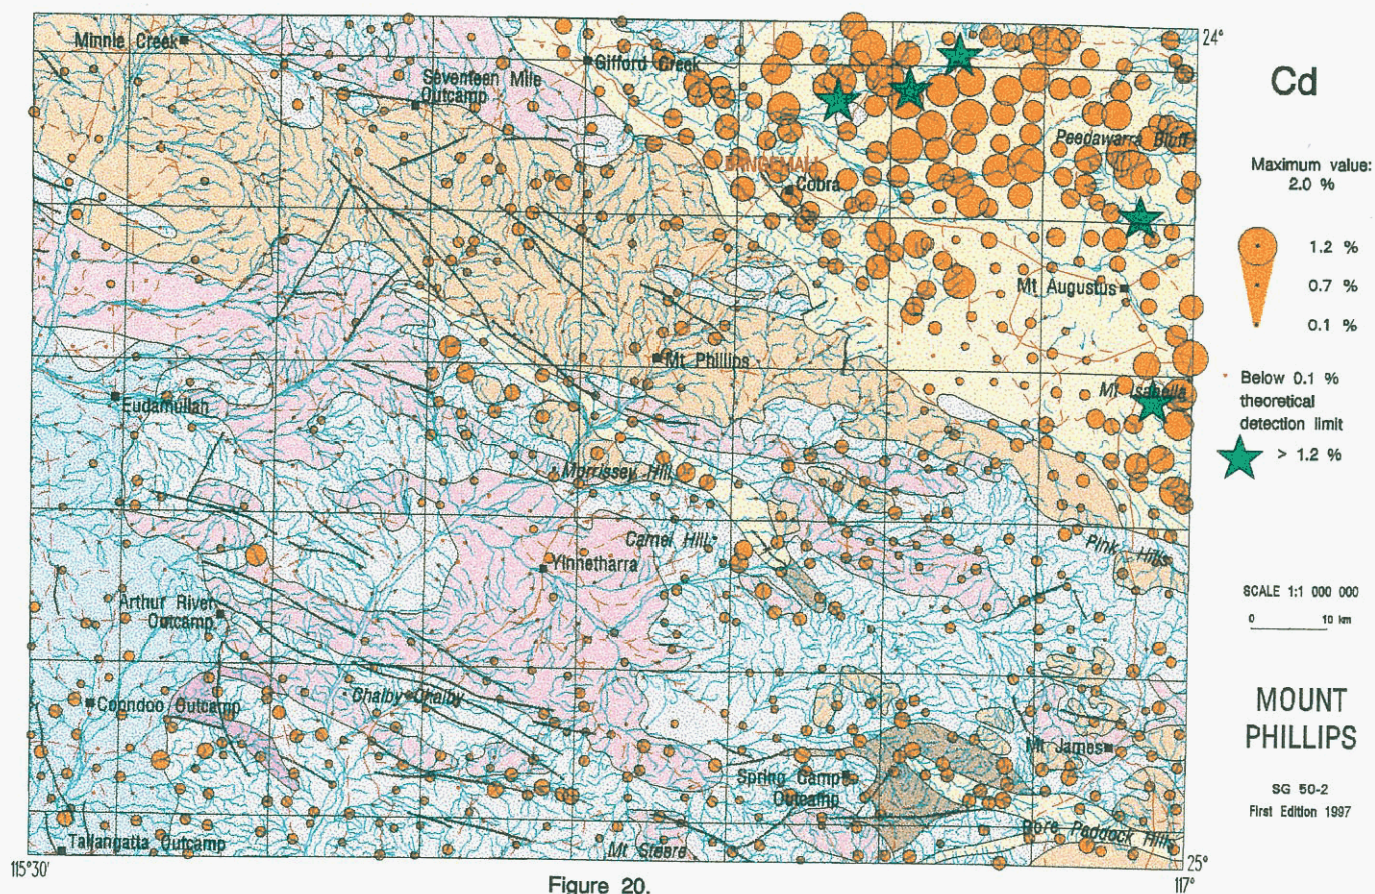 24°
Minnie Creek
Gifford Creek
Seventeen Mile
Outcamp
Cd
Peedawarra Bluff
Maximum value:
2.0 %
Cobra
1.2 %
0.7 %
0.1 %
Mt Augustus
Mt Phillips
Below 0.1 %
theoretical
detection limit
> 1.2 %
Mt Isabella
Eudamullah
Morrissey Hill
Camel Hill
Pink Hills
Yinnetharra
SCALE 1:1 000 000
0 10 km
Arthur River
Outcamp
Chalby Chalby
Coondoo Outcamp
MOUNT
PHILLIPS
Mt James
Spring Camp
Outcamp
SG 50-2
First Edition 1997
Bore Paddock Hills
Tallangatta Outcamp
Mt Steere
115°30'
25°
117°
Figure 20.